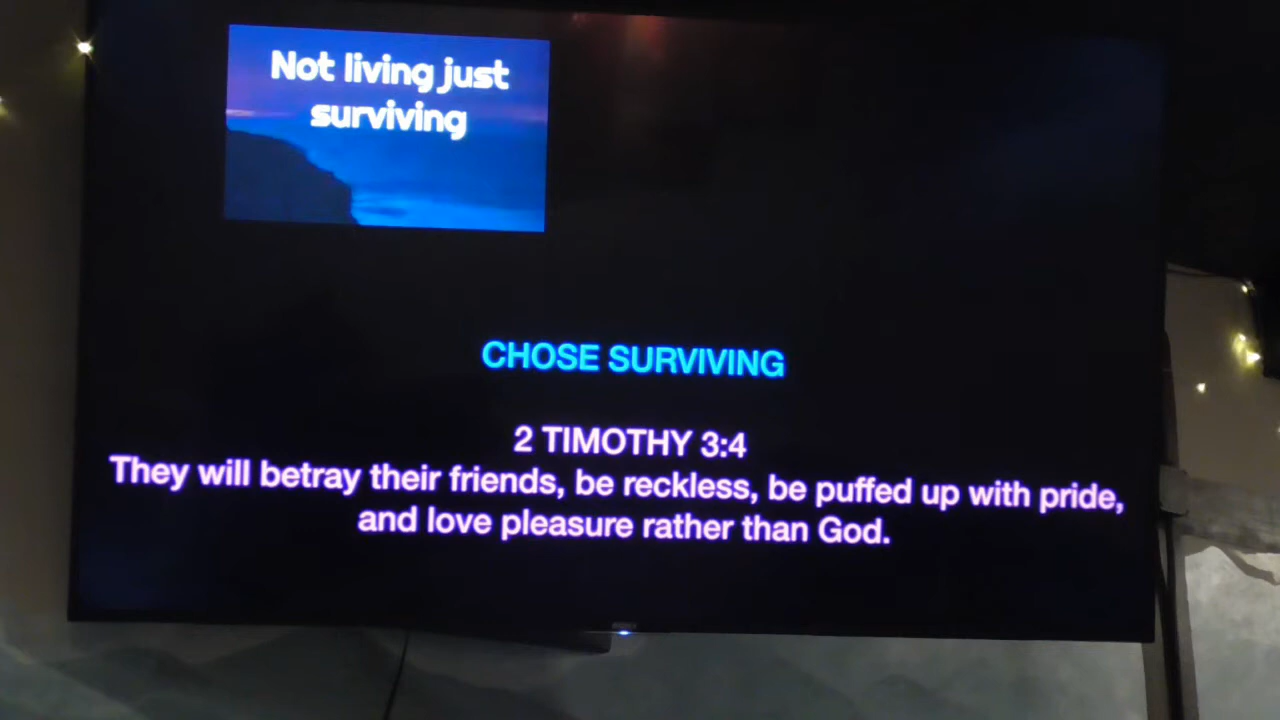 Not living just
surviving
CHOSE SURVIVING
2 TIMOTHY 3:4
They will betray their friends, be reckless, be puffed up with pride,
and love pleasure rather than God.